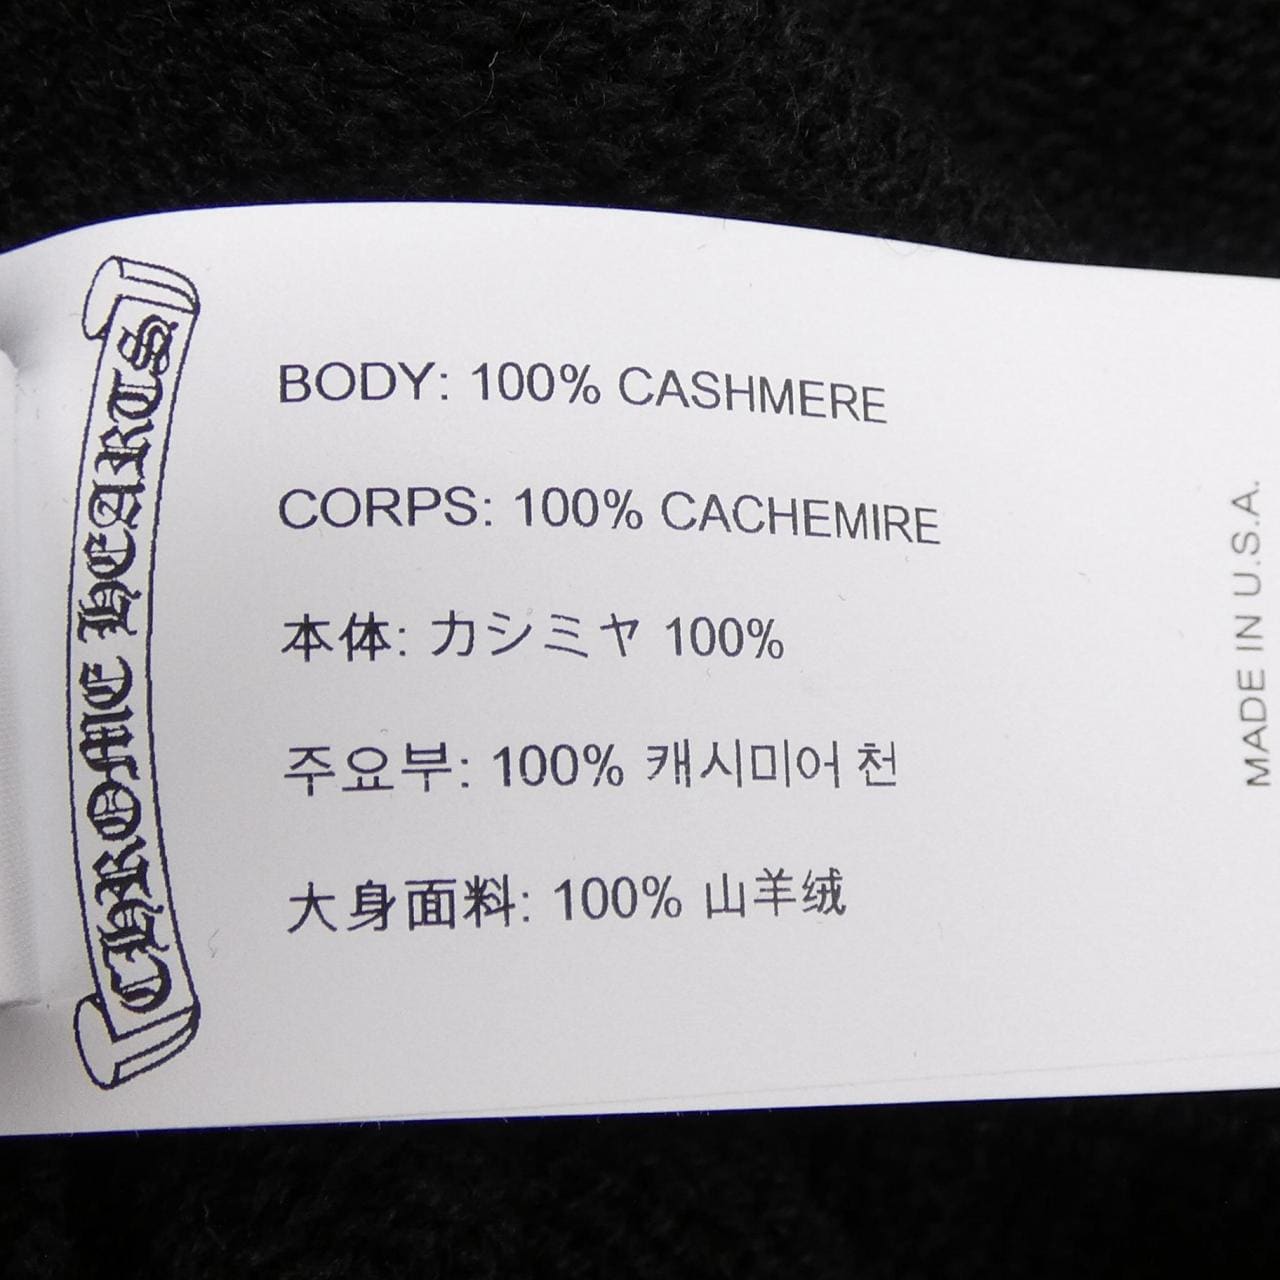 CHROME HEARTS
BODY: 100% CASHMERE
CORPS: 100% CACHEMIRE
本体: カシミヤ 100%
주요부: 100% 캐시미어 천
大身面料: 100% 山羊绒
MADE IN U.S.A.